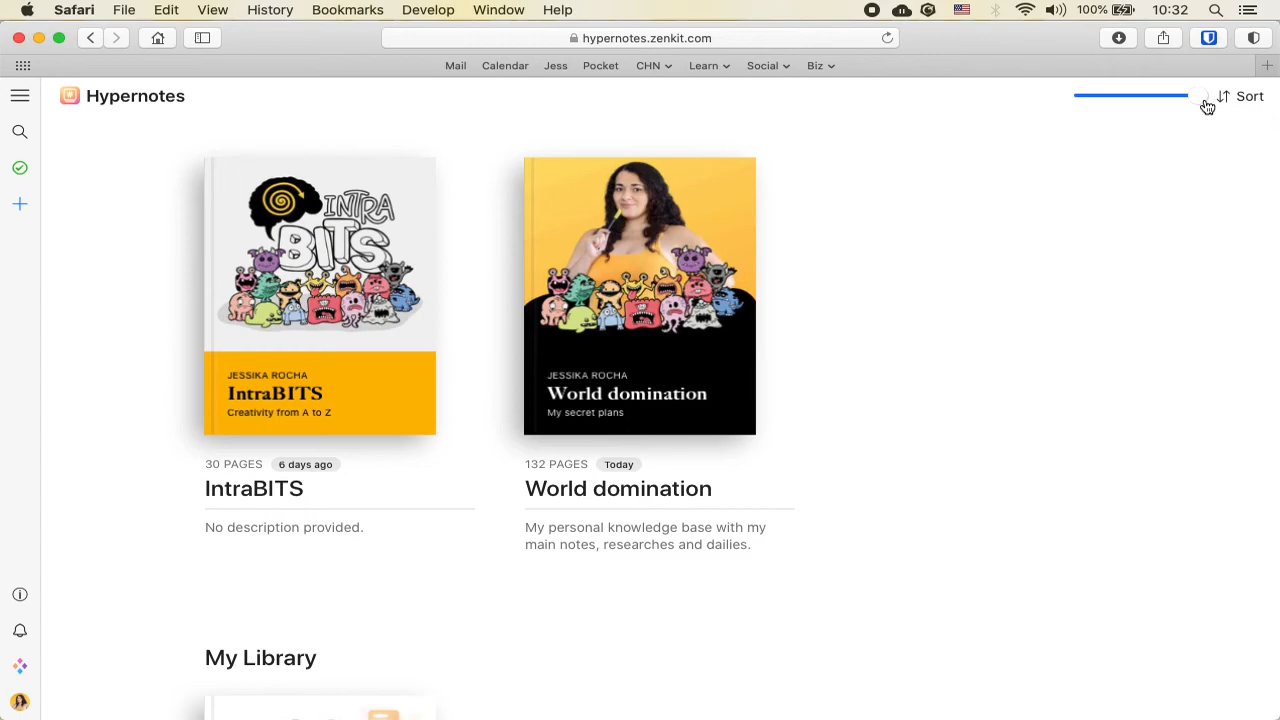 Safari File Edit View History Bookmarks Develop Window Help 100% 10:32
hypernotes.zenkit.com
Mail Calendar Jess Pocket CHN Learn Social Biz
Hypernotes
Sort
INTRA
BITS
JESSIKA ROCHA
IntraBITS
Creativity from A to Z
JESSIKA ROCHA
World domination
My secret plans
30 PAGES 6 days ago
IntraBITS
No description provided.
132 PAGES Today
World domination
My personal knowledge base with my
main notes, researches and dailies.
My Library